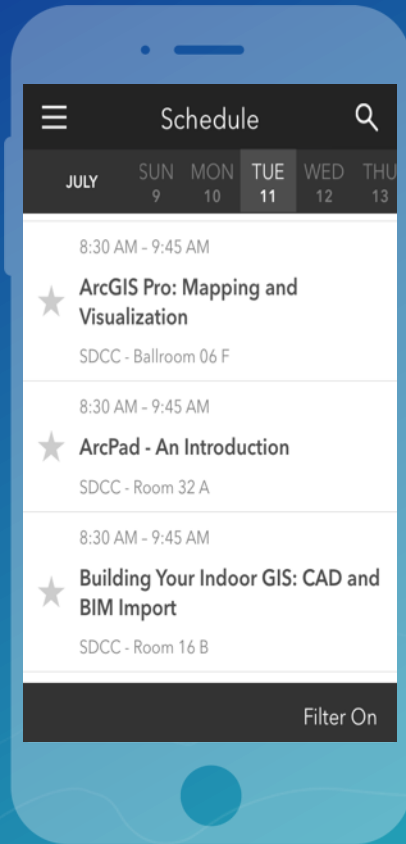 Schedule
JULY
SUN MON TUE WED THU
9 10 11 12 13
8:30 AM – 9:45 AM
ArcGIS Pro: Mapping and
Visualization
SDCC - Ballroom 06 F
8:30 AM – 9:45 AM
ArcPad - An Introduction
SDCC - Room 32 A
8:30 AM – 9:45 AM
Building Your Indoor GIS: CAD and
BIM Import
SDCC - Room 16 B
Filter On